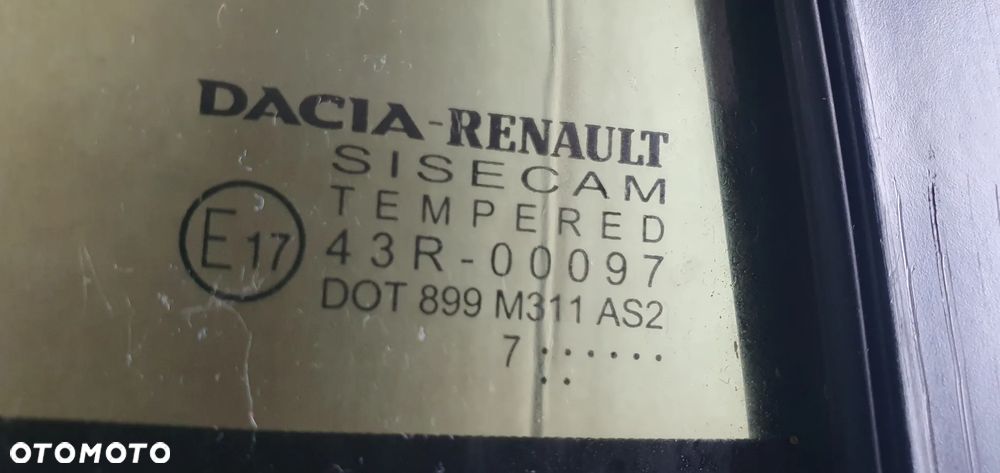 DACIA-RENAULT
SISECAM
TEMPERED
E17
43R-00097
DOT 899 M311 AS2
7 :······
··
OTOMOTO